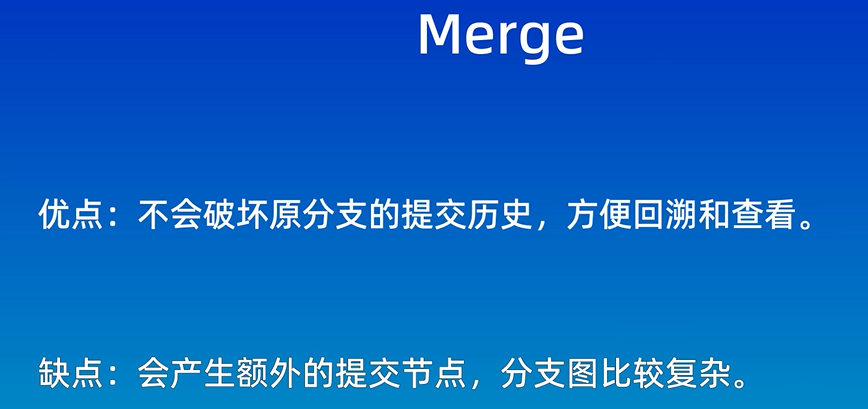 Merge
优点：不会破坏原分支的提交历史，方便回溯和查看。
缺点：会产生额外的提交节点，分支图比较复杂。